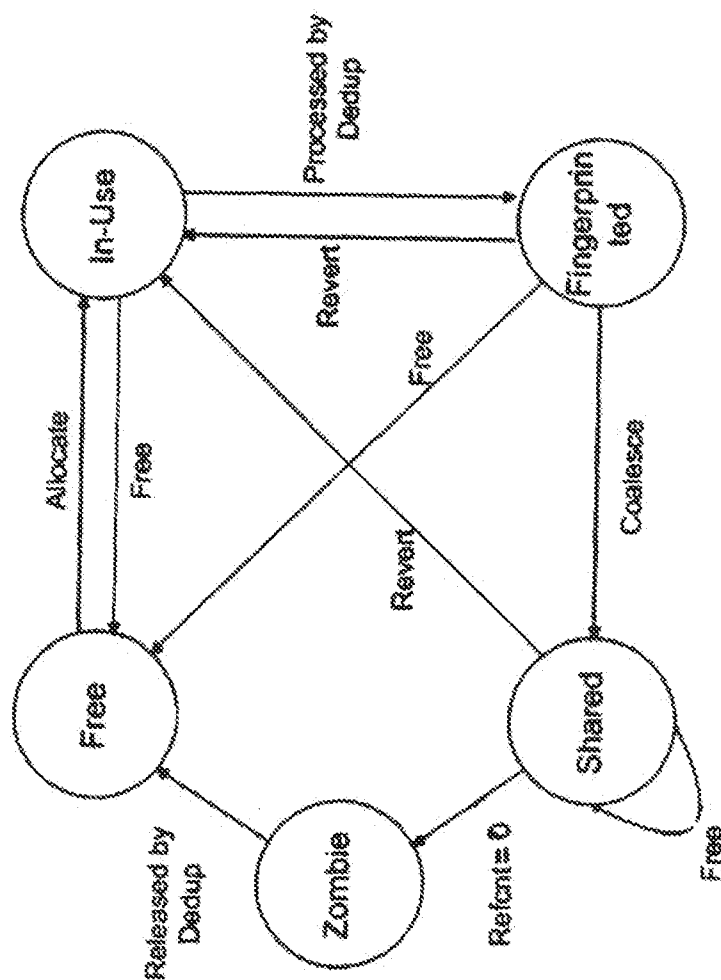 Allocate
Free
In-Use
Free
Released by
Dedup
Processed by
Dedup
Revert
Zombie
Revert
Free
Refcnt = 0
Shared
Fingerprin
ted
Coalesce
Free